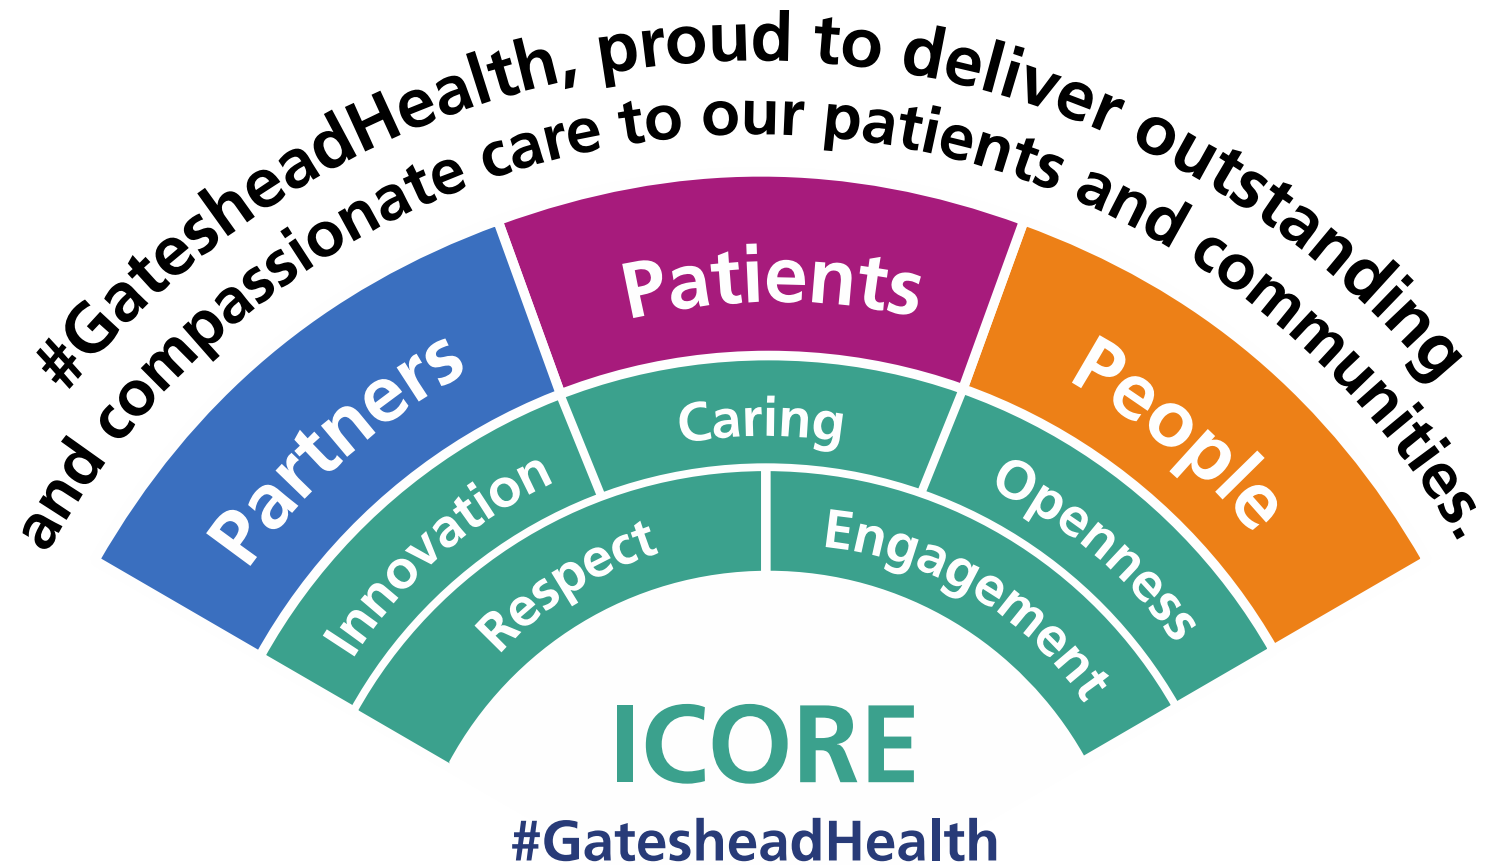 #GatesheadHealth, proud to deliver outstanding
and compassionate care to our patients and communities.
Partners
Patients
People
Innovation
Caring
Openness
Respect
Engagement
ICORE
#GatesheadHealth